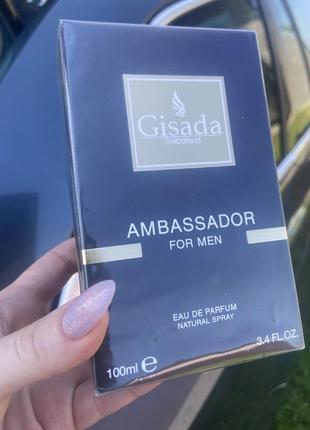 Gisada
Switzerland
AMBASSADOR
FOR MEN
EAU DE PARFUM
NATURAL SPRAY
100ml e 3.4 FL.OZ.